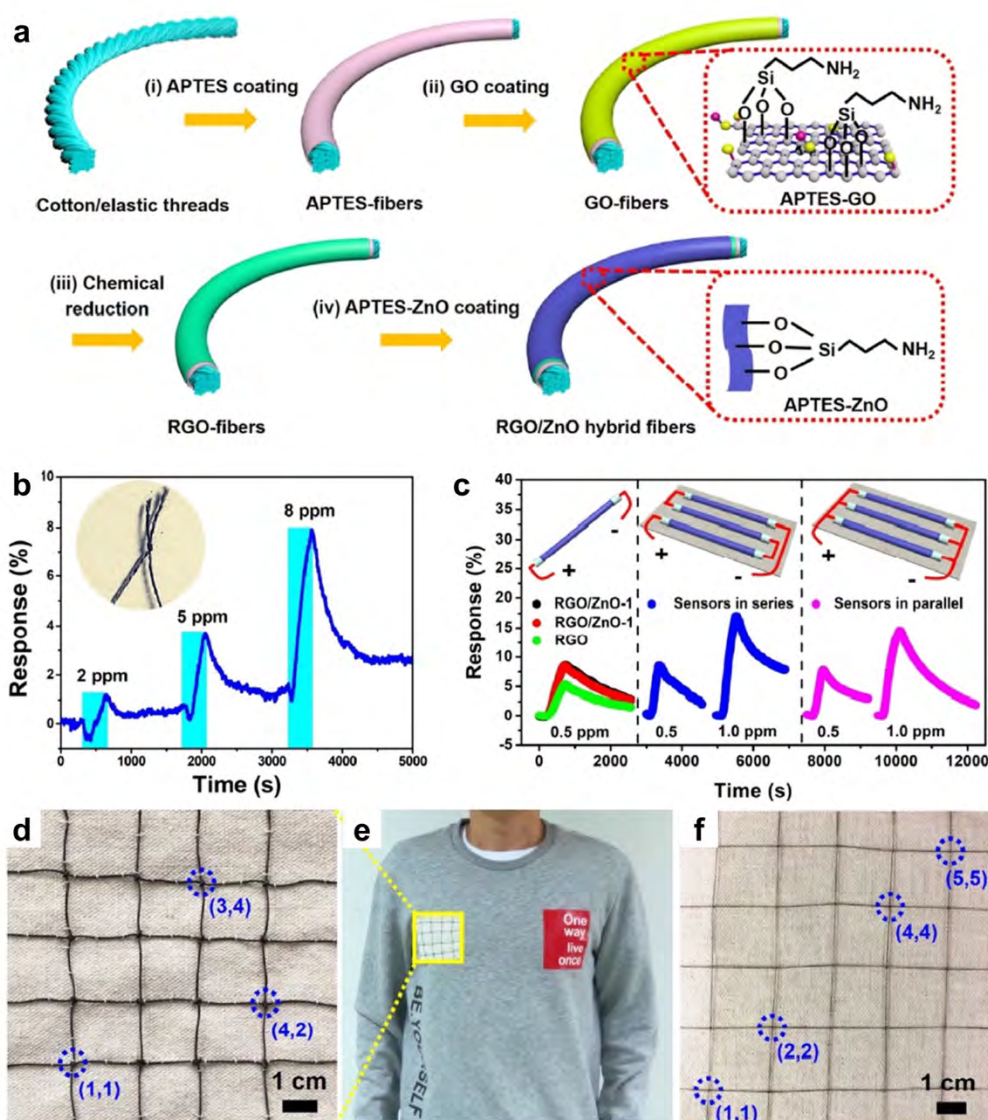 a
(i) APTES coating
(ii) GO coating
Cotton/elastic threads
APTES-fibers
GO-fibers
Si
NH2
O
O
O
Si
NH2
O
O
O
APTES-GO
(iii) Chemical
reduction
(iv) APTES-ZnO coating
RGO-fibers
RGO/ZnO hybrid fibers
O
O
O
Si
NH2
APTES-ZnO
b
Response (%)
10
8
6
4
2
0
2 ppm
5 ppm
8 ppm
0 1000 2000 3000 4000 5000
Time (s)
c
Response (%)
40
35
30
25
20
15
10
5
0
-5
+
-
+
-
+
-
RGO/ZnO-1
RGO/ZnO-1
RGO
Sensors in series
Sensors in parallel
0.5 ppm
0.5
1.0 ppm
0.5
1.0 ppm
0 2000 4000 6000 8000 10000 12000
Time (s)
d
(3,4)
(4,2)
(1,1)
1 cm
e
One
way
live
once
BE.YOURSELF
f
(5,5)
(4,4)
(2,2)
(1,1)
1 cm